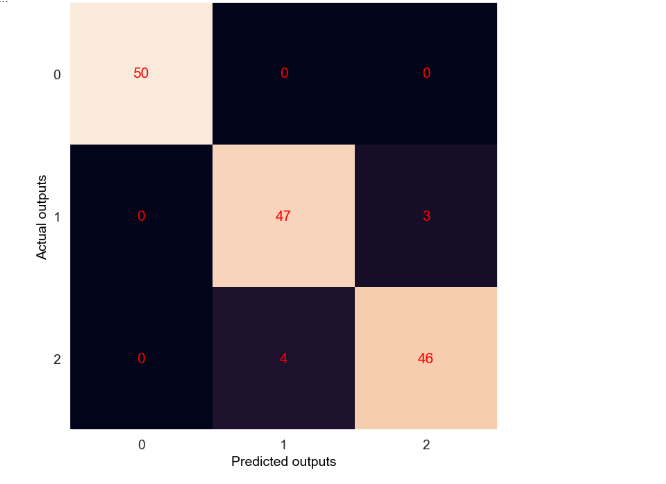 ...
0 50 0 0
Actual outputs
1 0 47 3
2 0 4 46
0 1 2
Predicted outputs